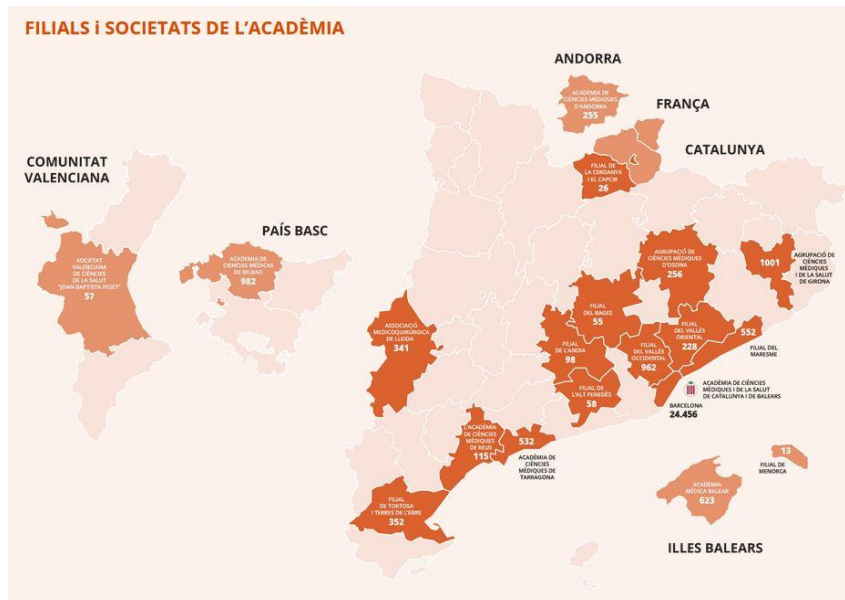 FILIALS i SOCIETATS DE L'ACADÈMIA
ANDORRA
ACADÈMIA DE
CIÈNCIES MÈDIQUES
D'ANDORRA
255
FRANÇA
CATALUNYA
FILIAL DE
LA CERDANYA
I EL CAPCIR
26
COMUNITAT
VALENCIANA
SOCIETAT
VALENCIANA
DE CIÈNCIES
DE LA SALUT
"JOAN BAPTISTA PESET"
57
PAÍS BASC
ACADEMIA DE
CIENCIAS MÉDICAS
DE BILBAO
982
AGRUPACIÓ DE
CIÈNCIES MÈDIQUES
D'OSONA
256
1001
AGRUPACIÓ DE
CIÈNCIES
MÈDIQUES
I DE LA SALUT
DE GIRONA
ASSOCIACIÓ
MEDICOQUIRÚRGICA
DE LLEIDA
341
FILIAL
DEL BAGES
55
FILIAL
DE L'ANOIA
98
FILIAL
DEL VALLÈS
OCCIDENTAL
962
FILIAL
DEL VALLÈS
ORIENTAL
228
552
FILIAL DEL
MARESME
FILIAL DE
L'ALT PENEDÈS
58
ACADÈMIA DE CIÈNCIES
MÈDIQUES I DE LA SALUT
DE CATALUNYA I DE BALEARS
BARCELONA
24.456
L'ACADÈMIA
DE CIÈNCIES
MÈDIQUES
DE REUS
115
532
ACADÈMIA DE
CIÈNCIES
MÈDIQUES DE
TARRAGONA
FILIAL
DE TORTOSA
I TERRES DE L'EBRE
352
13
FILIAL DE
MENORCA
ACADÈMIA
MÈDICA BALEAR
623
ILLES BALEARS